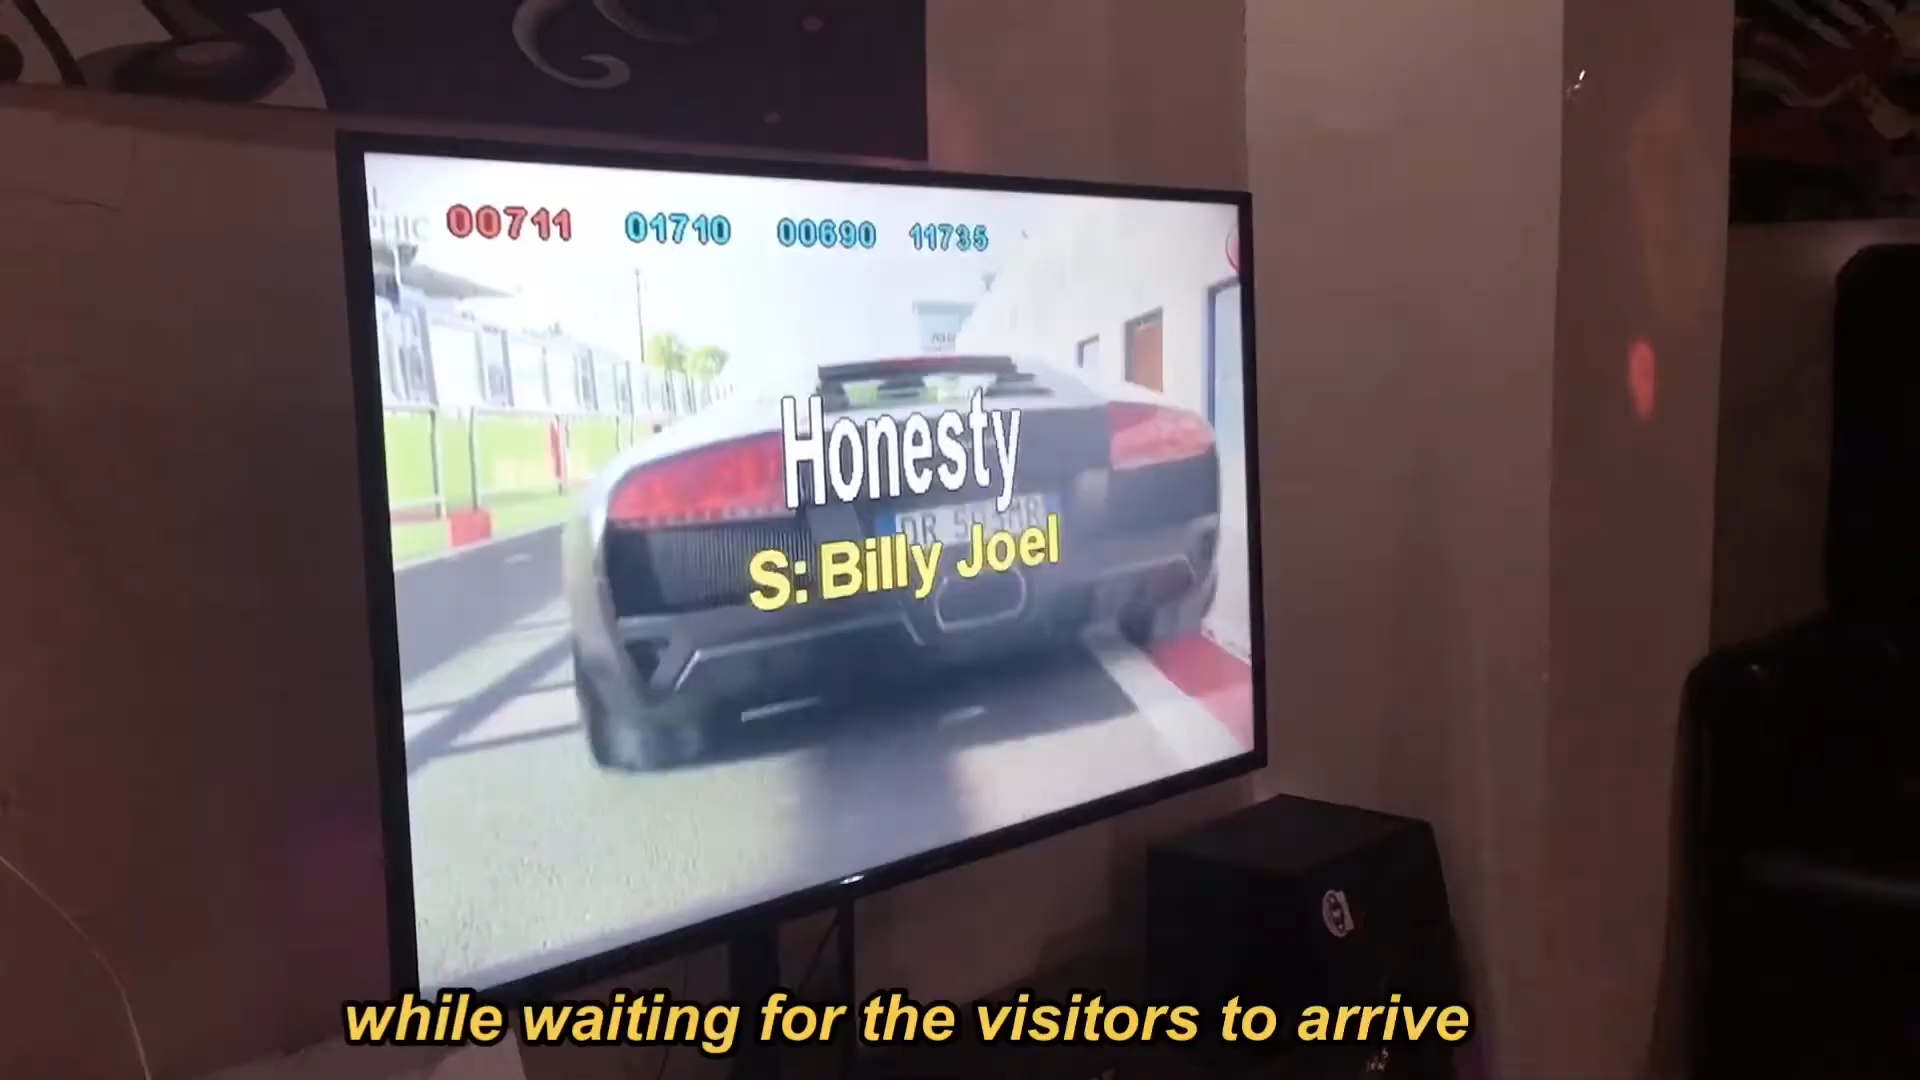 00711 01710 00690 11735
Honesty
S: Billy Joel
while waiting for the visitors to arrive